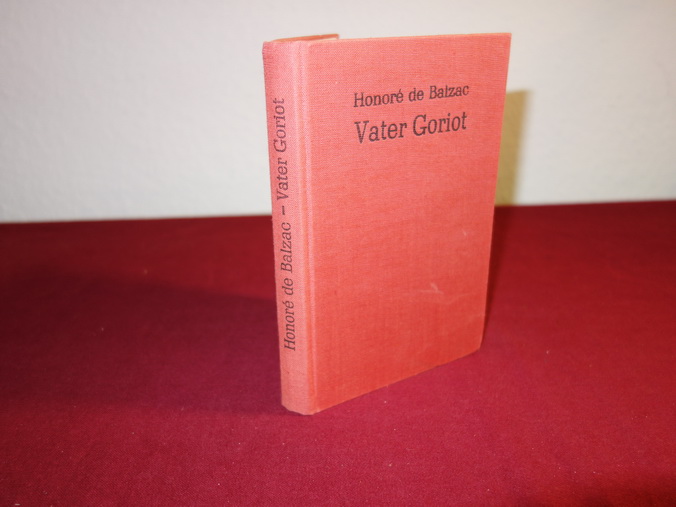 Honoré de Balzac – Vater Goriot
Honoré de Balzac
Vater Goriot